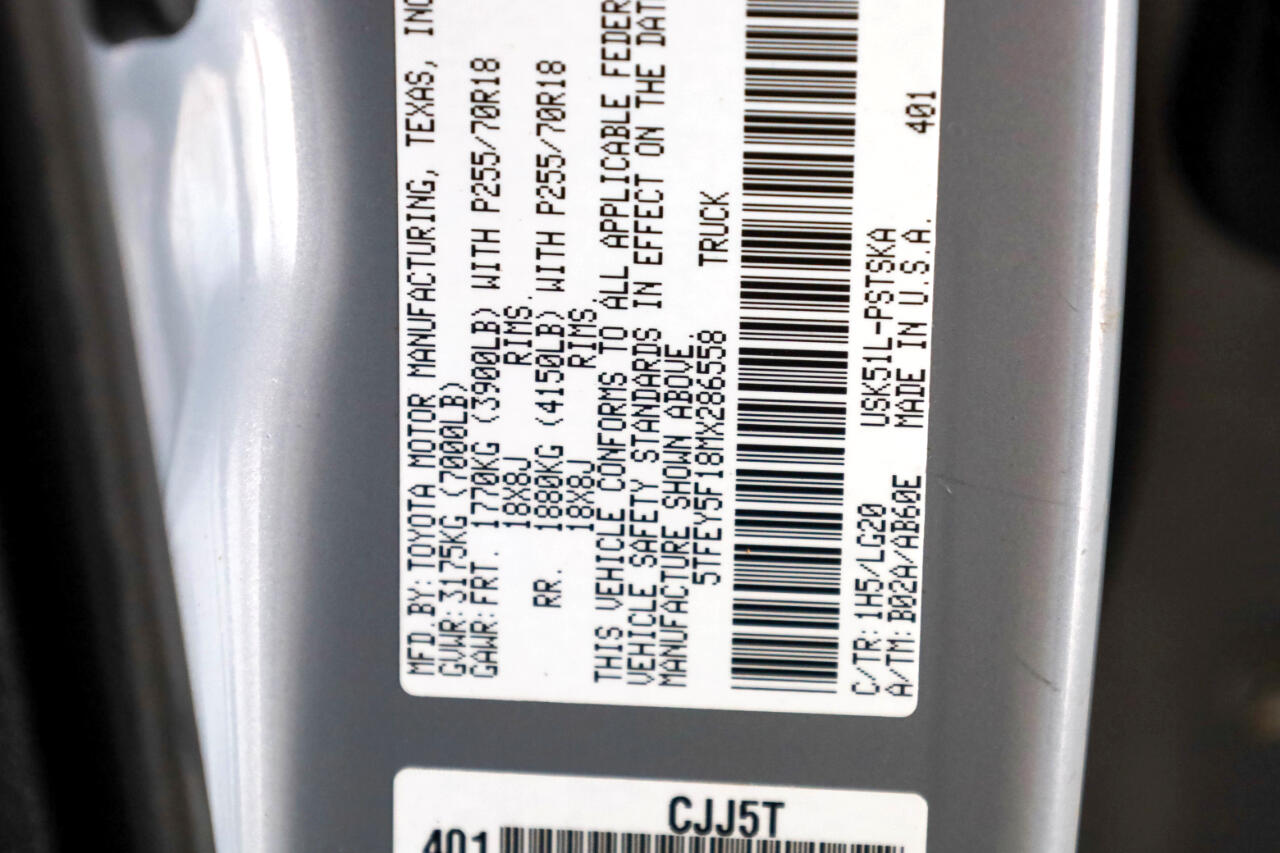 MFD.BY:TOYOTA MOTOR MANUFACTURING, TEXAS, INC
GVWR:3175KG (7000LB)
GAWR:FRT. 1770KG (3900LB) WITH P255/70R18
18X8J RIMS,
RR. 1880KG (4150LB) WITH P255/70R18
18X8J RIMS,
THIS VEHICLE CONFORMS TO ALL APPLICABLE FEDER
VEHICLE SAFETY STANDARDS IN EFFECT ON THE DAT
MANUFACTURE SHOWN ABOVE.
5TFEY5F18MX286558 TRUCK
C/TR:1H5/LG20 USK51L-PSTSKA
A/TM:B02A/AB60E MADE IN U.S.A. 401
CJJ5T
401